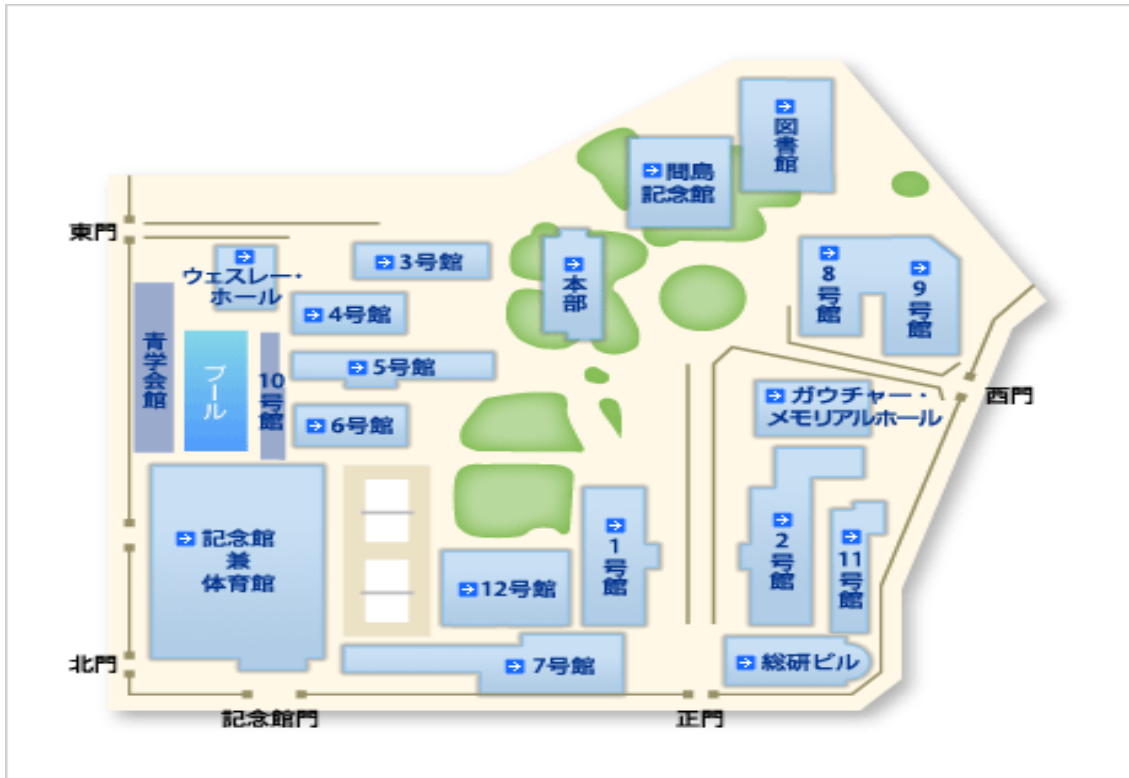 図書館
間島
記念館
東門
3号館
本部
8号館
9号館
ウェスレー・
ホール
4号館
青学会館
プール
10号館
5号館
6号館
西門
ガウチャー・
メモリアルホール
記念館
兼
体育館
1号館
2号館
11号館
12号館
北門
7号館
総研ビル
記念館門
正門